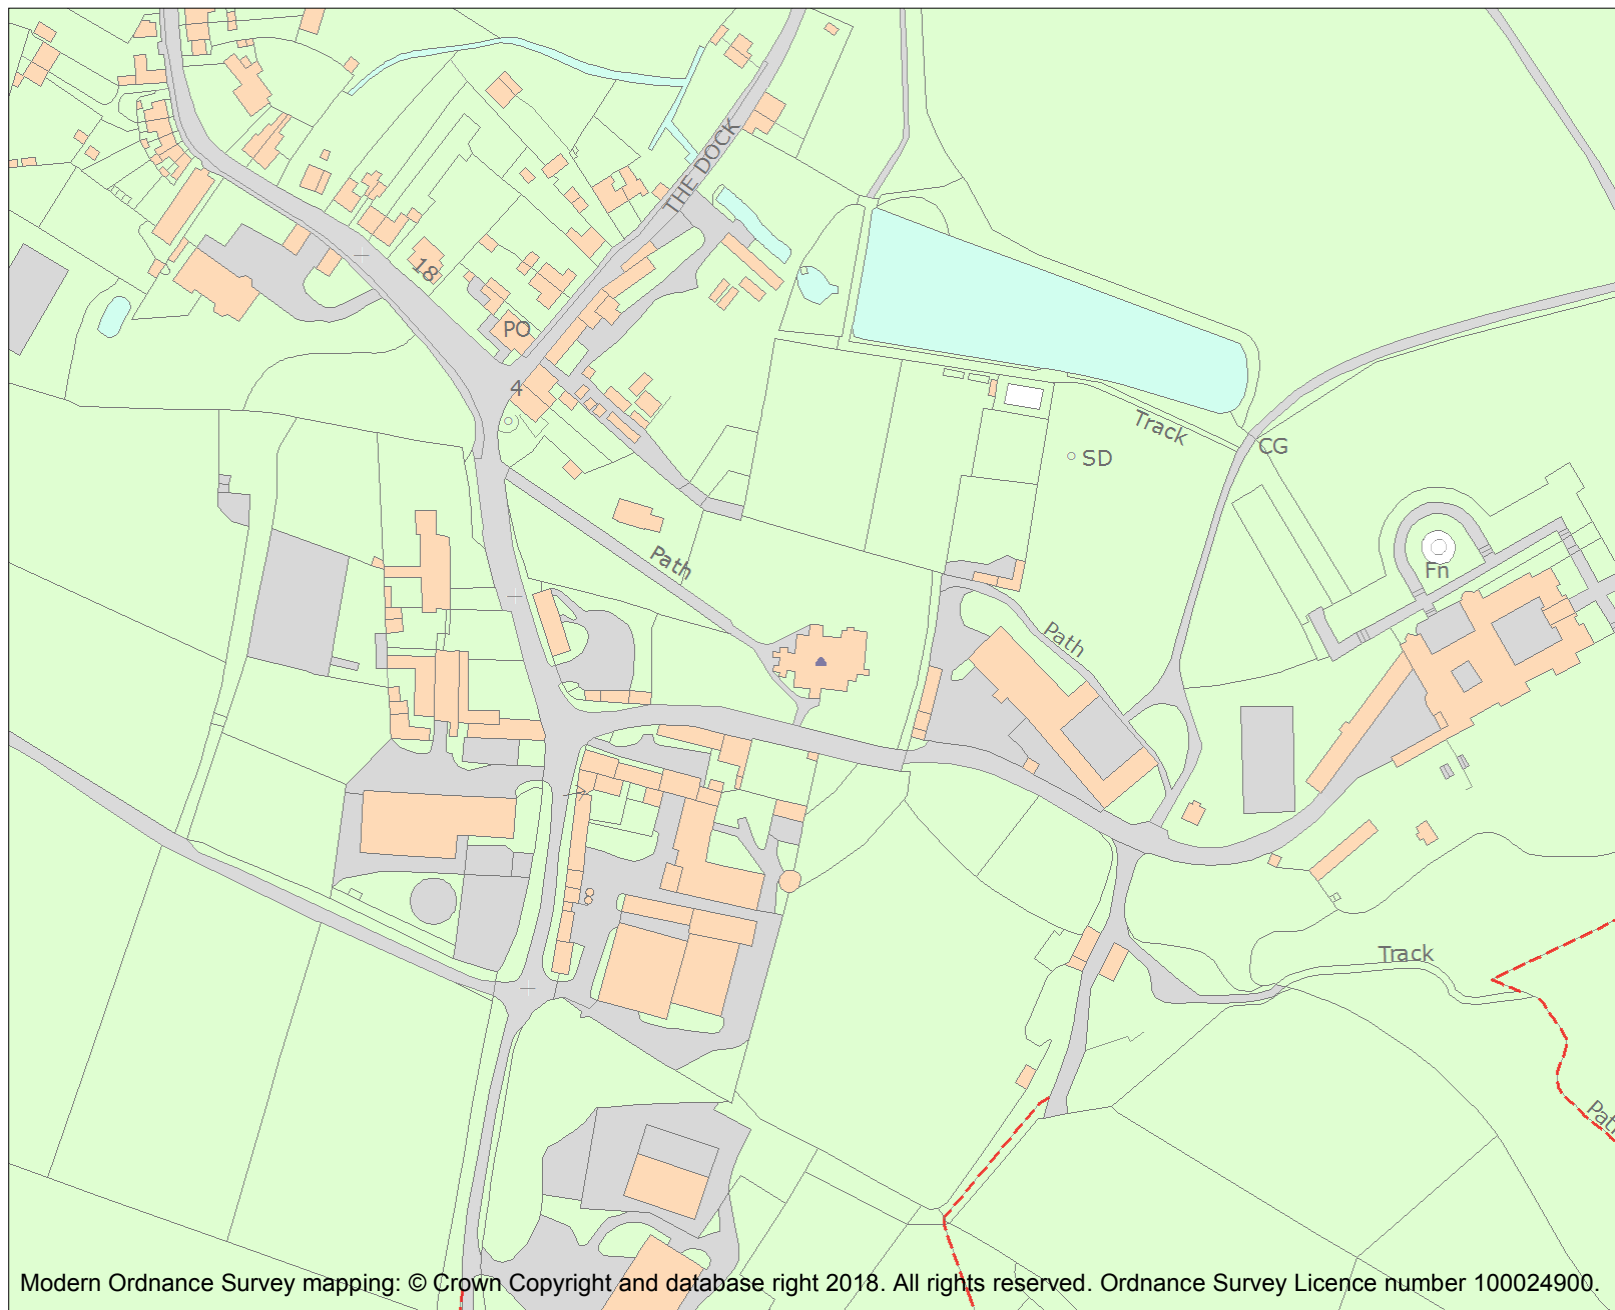 THE DOCK
18
PO
4
Track
CG
SD
Path
Fn
Path
Track
Path
Modern Ordnance Survey mapping: © Crown Copyright and database right 2018. All rights reserved. Ordnance Survey Licence number 100024900.